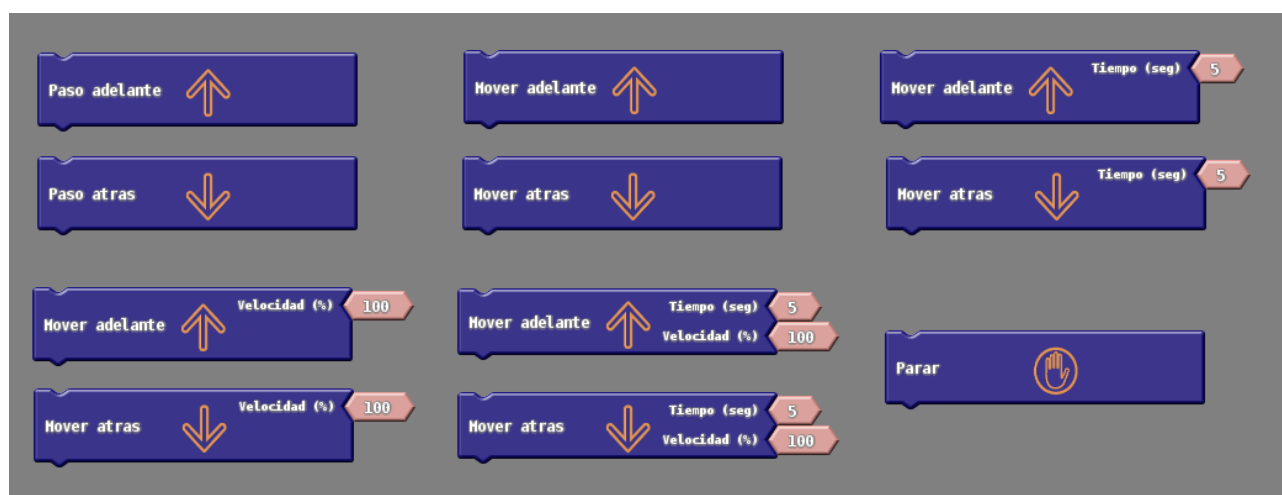 Paso adelante
Mover adelante
Mover adelante Tiempo (seg) 5
Paso atras
Mover atras
Mover atras Tiempo (seg) 5
Mover adelante Velocidad (%) 100
Mover adelante Tiempo (seg) 5
Velocidad (%) 100
Parar
Mover atras Velocidad (%) 100
Mover atras Tiempo (seg) 5
Velocidad (%) 100